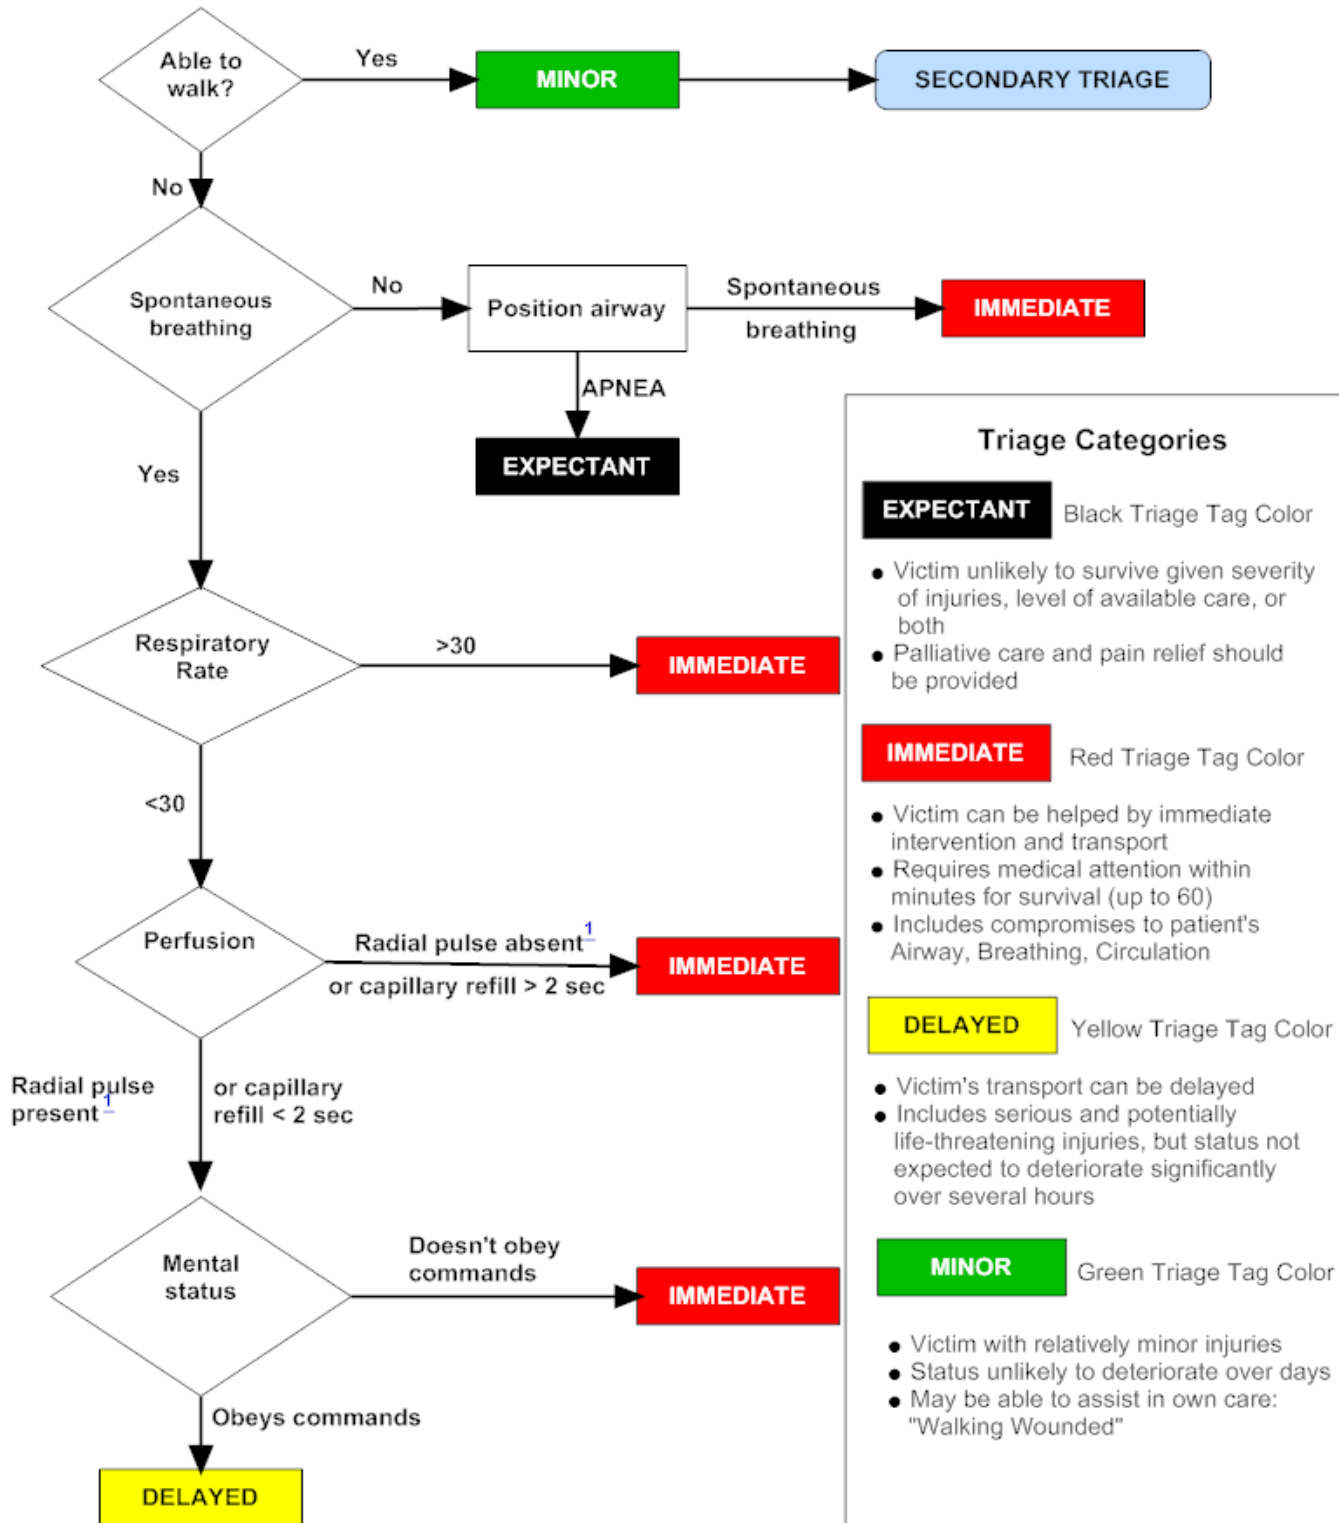 Able to
walk?
Yes
MINOR
SECONDARY TRIAGE
No
Spontaneous
breathing
No
Position airway
Spontaneous
breathing
IMMEDIATE
APNEA
EXPECTANT
Yes
Respiratory
Rate
>30
IMMEDIATE
<30
Perfusion
Radial pulse absent 1
or capillary refill > 2 sec
IMMEDIATE
Radial pulse
present 1
or capillary
refill < 2 sec
Mental
status
Doesn't obey
commands
IMMEDIATE
Obeys commands
DELAYED
Triage Categories
EXPECTANT Black Triage Tag Color
● Victim unlikely to survive given severity
of injuries, level of available care, or
both
● Palliative care and pain relief should
be provided
IMMEDIATE Red Triage Tag Color
● Victim can be helped by immediate
intervention and transport
● Requires medical attention within
minutes for survival (up to 60)
● Includes compromises to patient's
Airway, Breathing, Circulation
DELAYED Yellow Triage Tag Color
● Victim's transport can be delayed
● Includes serious and potentially
life-threatening injuries, but status not
expected to deteriorate significantly
over several hours
MINOR Green Triage Tag Color
● Victim with relatively minor injuries
● Status unlikely to deteriorate over days
● May be able to assist in own care:
"Walking Wounded"